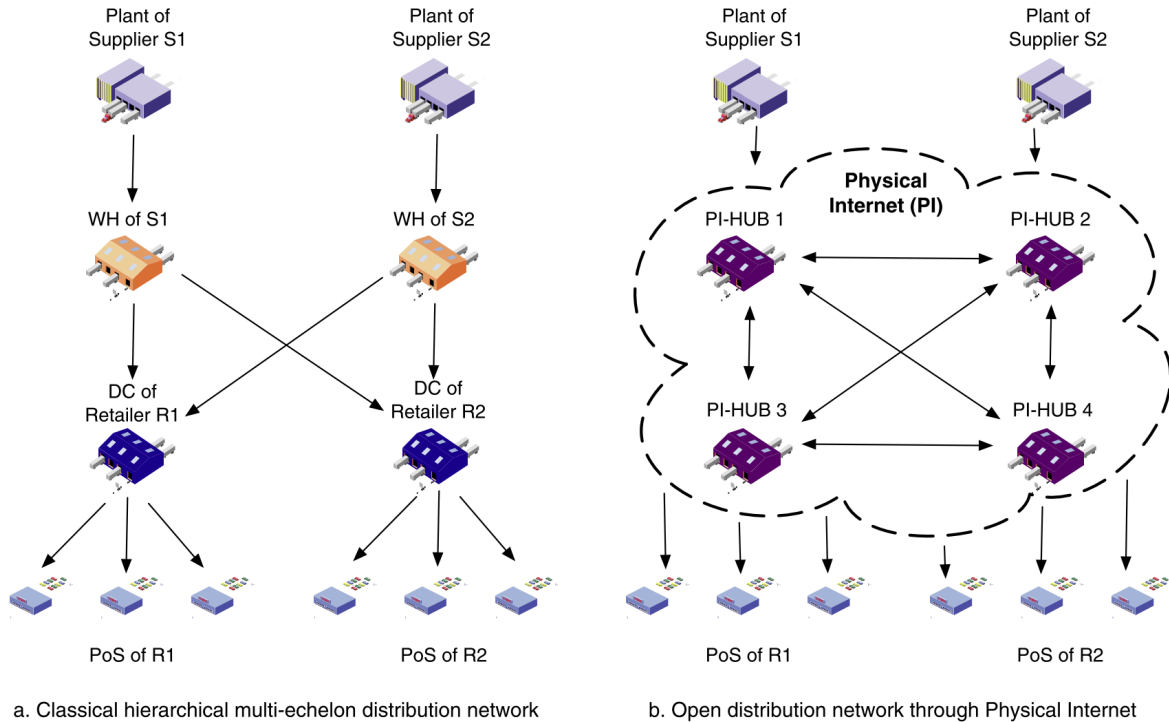 Plant of
Supplier S1
Plant of
Supplier S2
WH of S1
WH of S2
DC of
Retailer R1
DC of
Retailer R2
PoS of R1
PoS of R2
a. Classical hierarchical multi-echelon distribution network
Plant of
Supplier S1
Plant of
Supplier S2
Physical
Internet (PI)
PI-HUB 1
PI-HUB 2
PI-HUB 3
PI-HUB 4
PoS of R1
PoS of R2
b. Open distribution network through Physical Internet